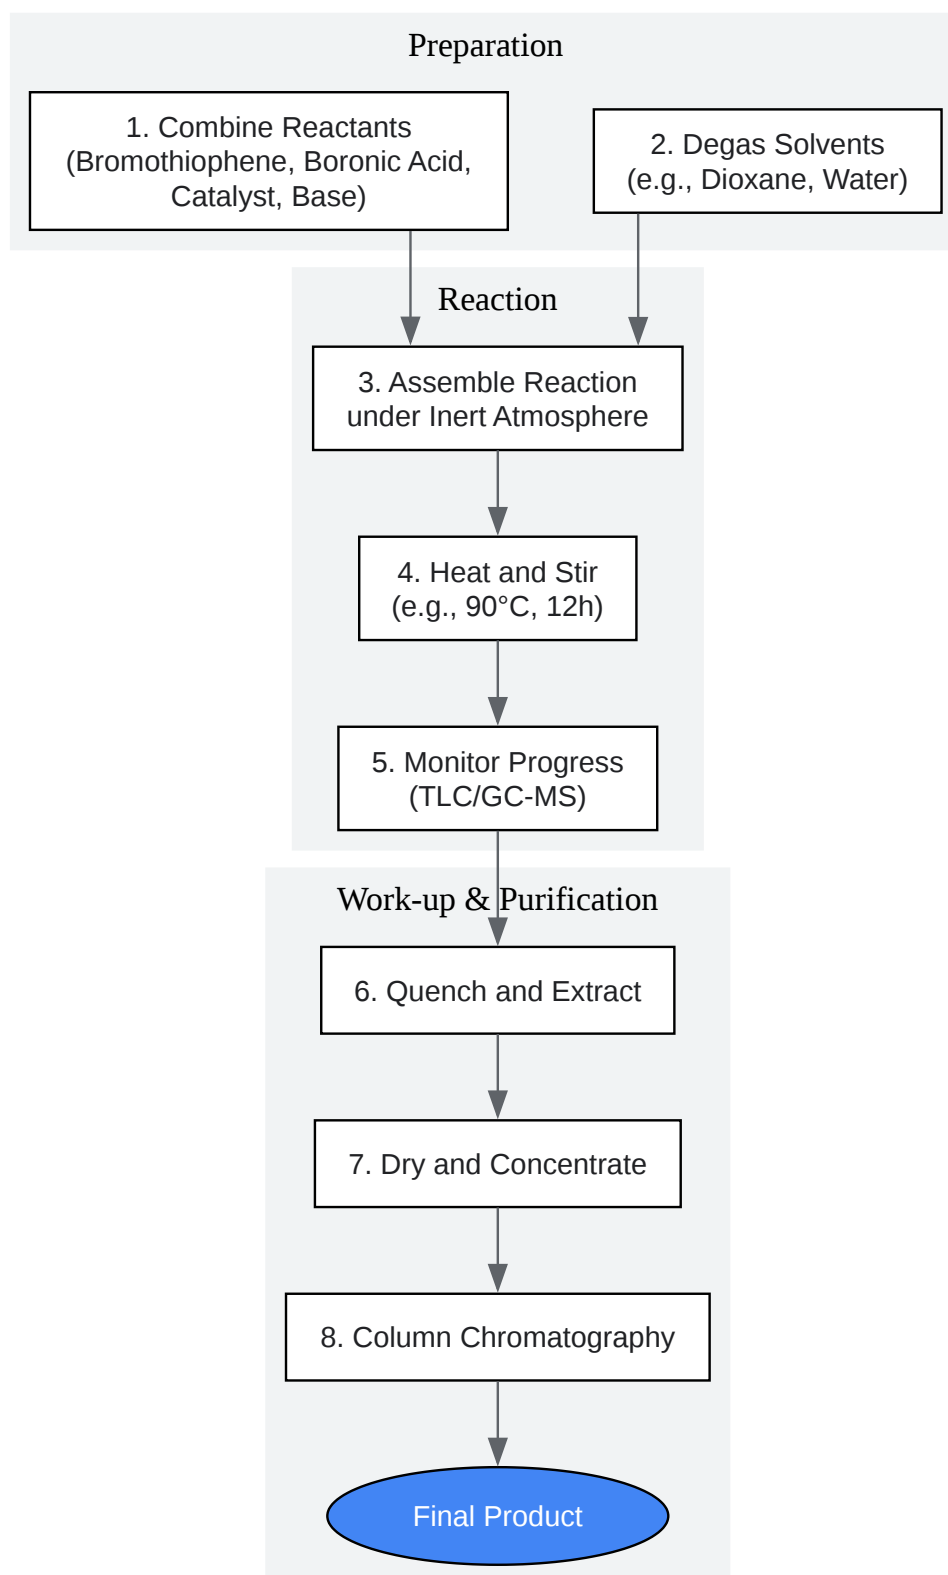 Preparation
1. Combine Reactants
(Bromothiophene, Boronic Acid,
Catalyst, Base)
2. Degas Solvents
(e.g., Dioxane, Water)
Reaction
3. Assemble Reaction
under Inert Atmosphere
4. Heat and Stir
(e.g., 90°C, 12h)
5. Monitor Progress
(TLC/GC-MS)
Work-up & Purification
6. Quench and Extract
7. Dry and Concentrate
8. Column Chromatography
Final Product